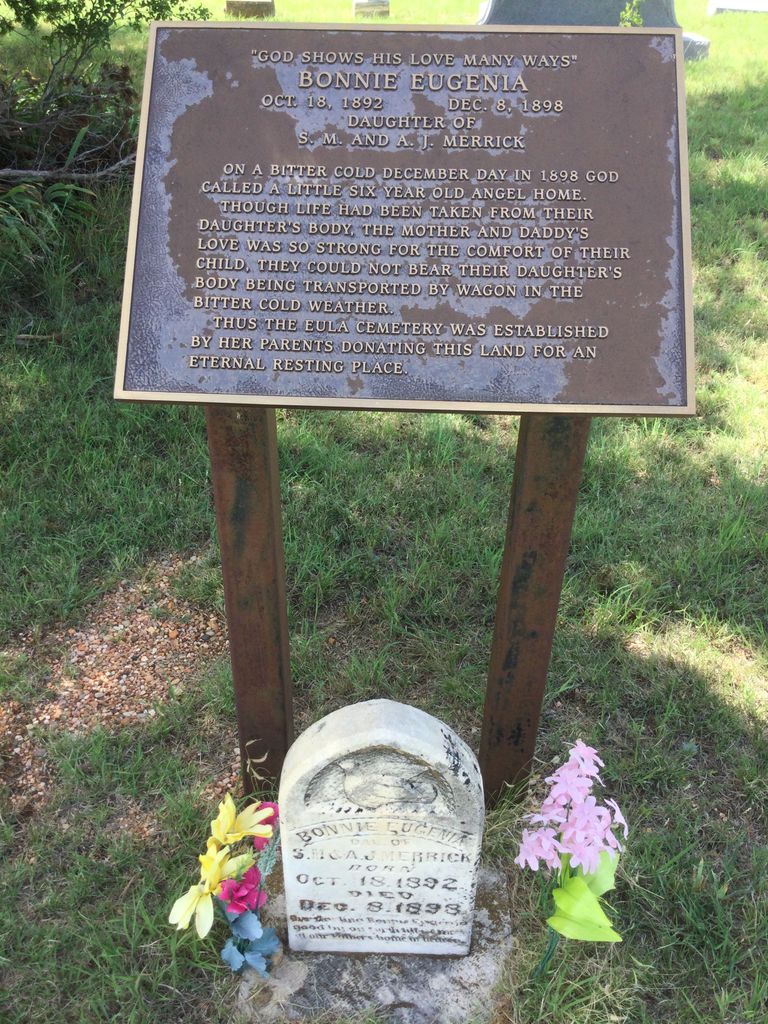 "GOD SHOWS HIS LOVE MANY WAYS"
BONNIE EUGENIA
OCT. 18, 1892 DEC. 8, 1898
DAUGHTER OF
S. M. AND A. J. MERRICK
ON A BITTER COLD DECEMBER DAY IN 1898 GOD
CALLED A LITTLE SIX YEAR OLD ANGEL HOME.
THOUGH LIFE HAD BEEN TAKEN FROM THEIR
DAUGHTER'S BODY, THE MOTHER AND DADDY'S
LOVE WAS SO STRONG FOR THE COMFORT OF THEIR
CHILD, THEY COULD NOT BEAR THEIR DAUGHTER'S
BODY BEING TRANSPORTED BY WAGON IN THE
BITTER COLD WEATHER.
THUS THE EULA CEMETERY WAS ESTABLISHED
BY HER PARENTS DONATING THIS LAND FOR AN
ETERNAL RESTING PLACE.
BONNIE EUGENIA
DAU. OF
S.M.& A.J. MERRICK
BORN
OCT. 18. 1892.
DIED
DEC. 8. 1898.